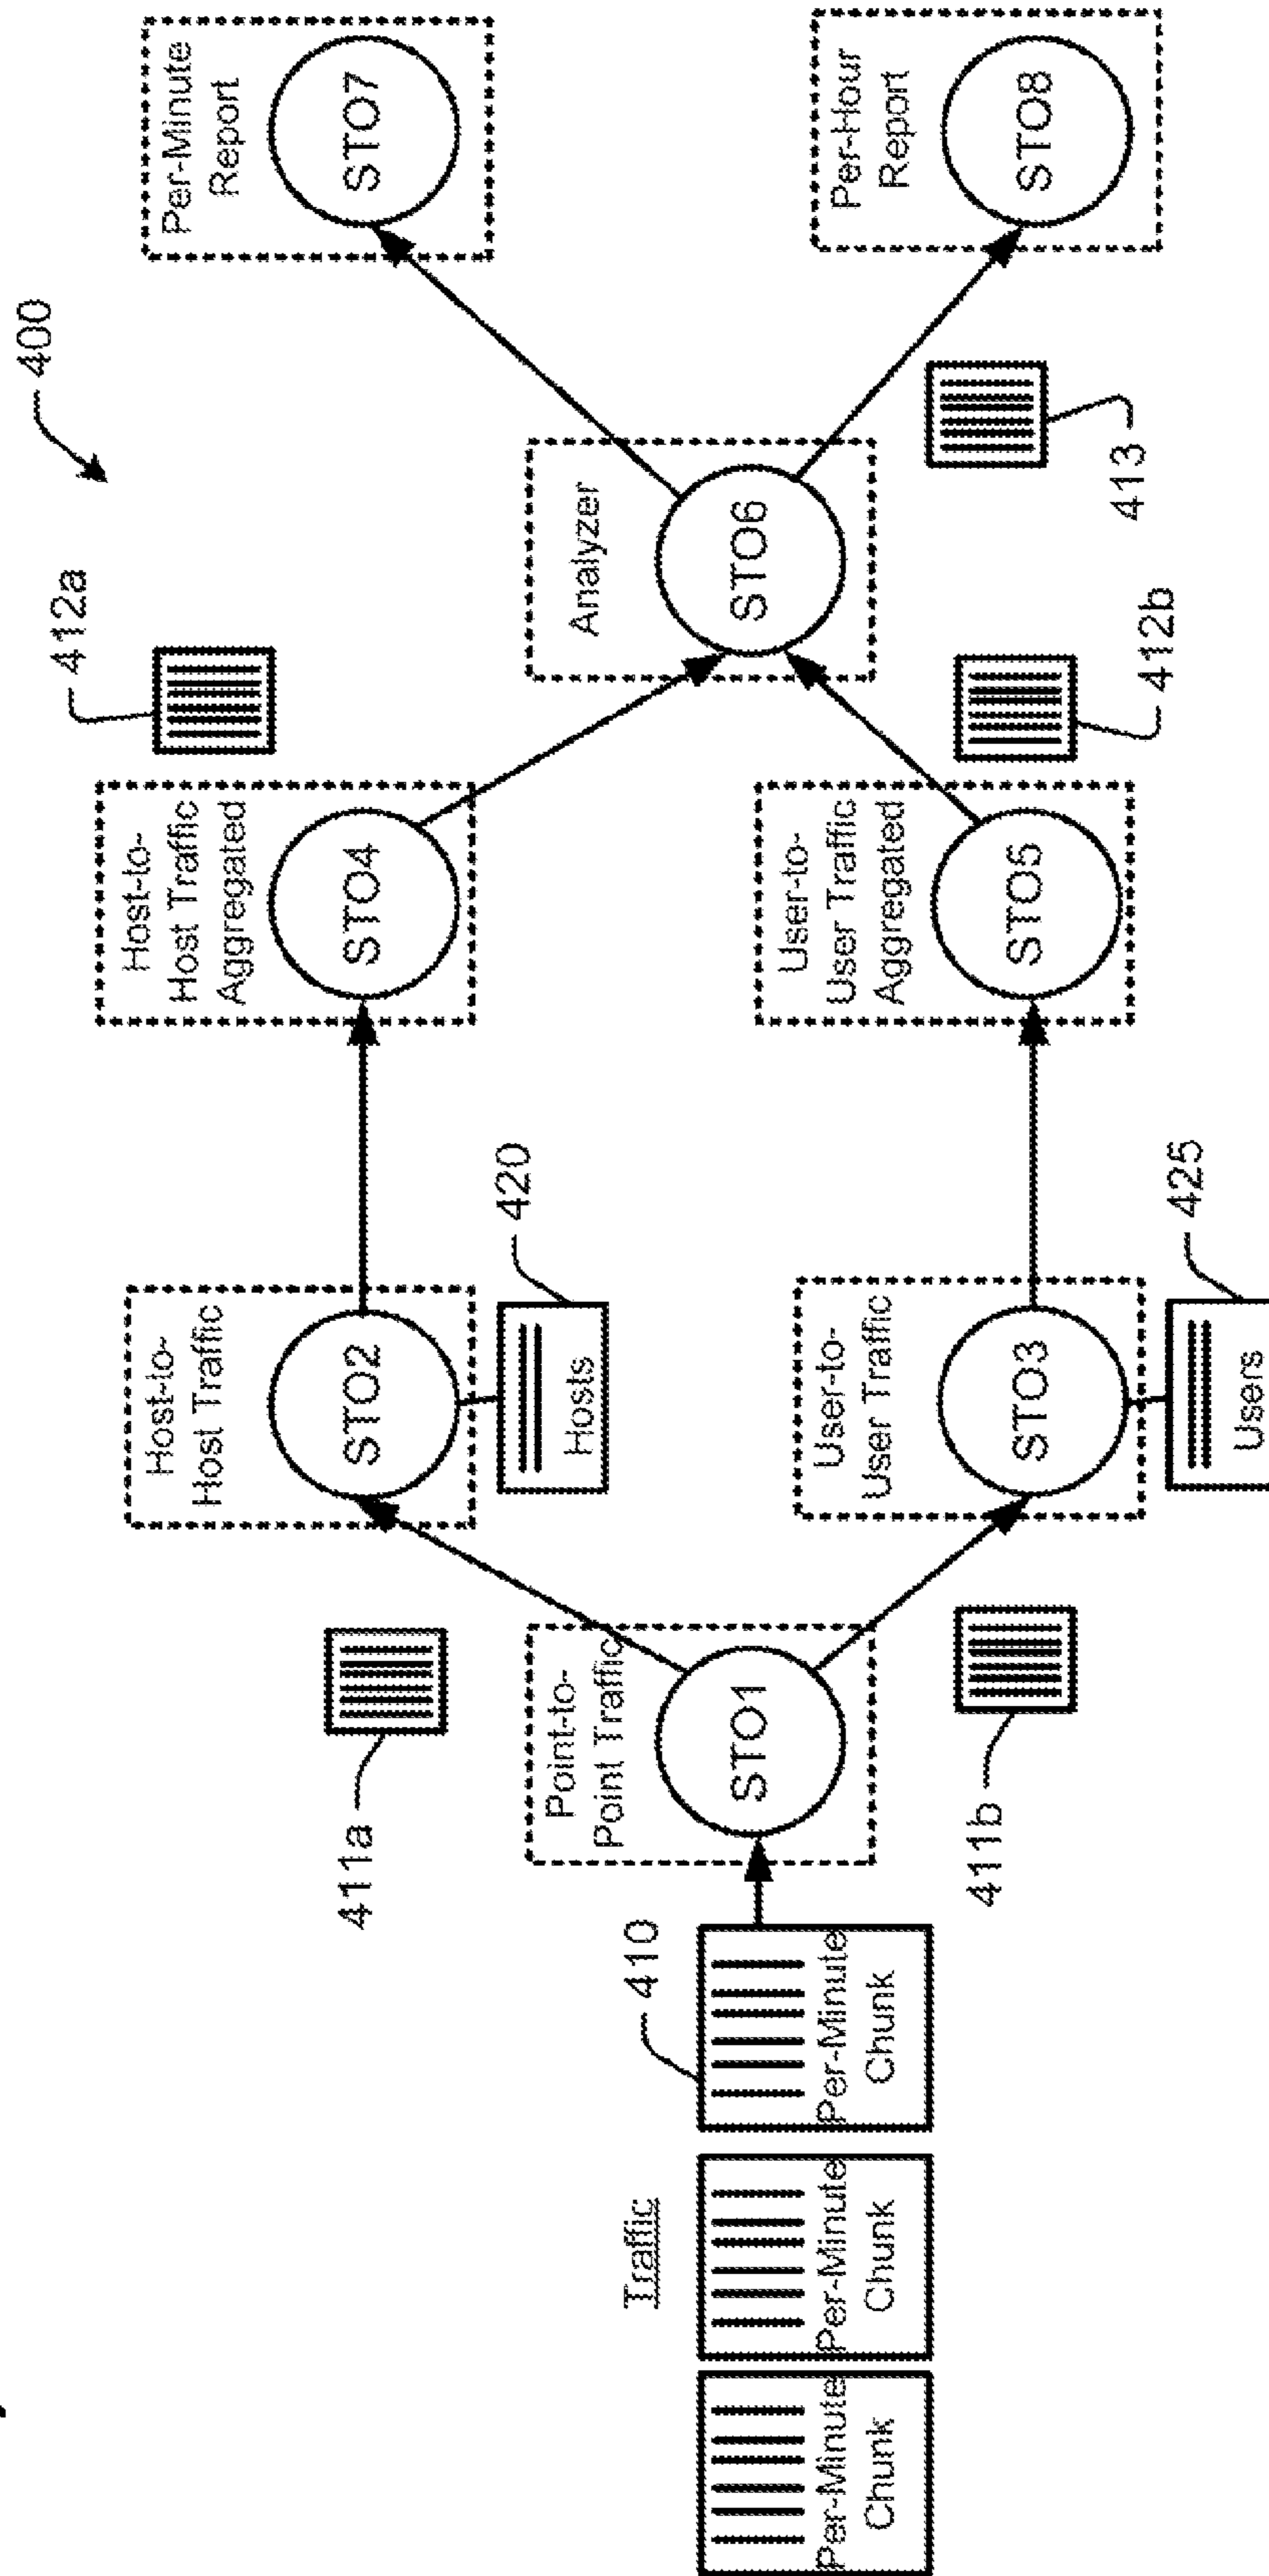 400
Per-Minute
Report
STO7
Per-Hour
Report
STO8
412a
Analyzer
STO6
413
Host-to-
Host Traffic
Aggregated
STO4
User-to-
User Traffic
Aggregated
STO5
412b
Host-to-
Host Traffic
STO2
Hosts
420
User-to-
User Traffic
STO3
Users
425
411a
Point-to-
Point Traffic
STO1
411b
Traffic
410
Per-Minute
Chunk
Per-Minute
Chunk
Per-Minute
Chunk